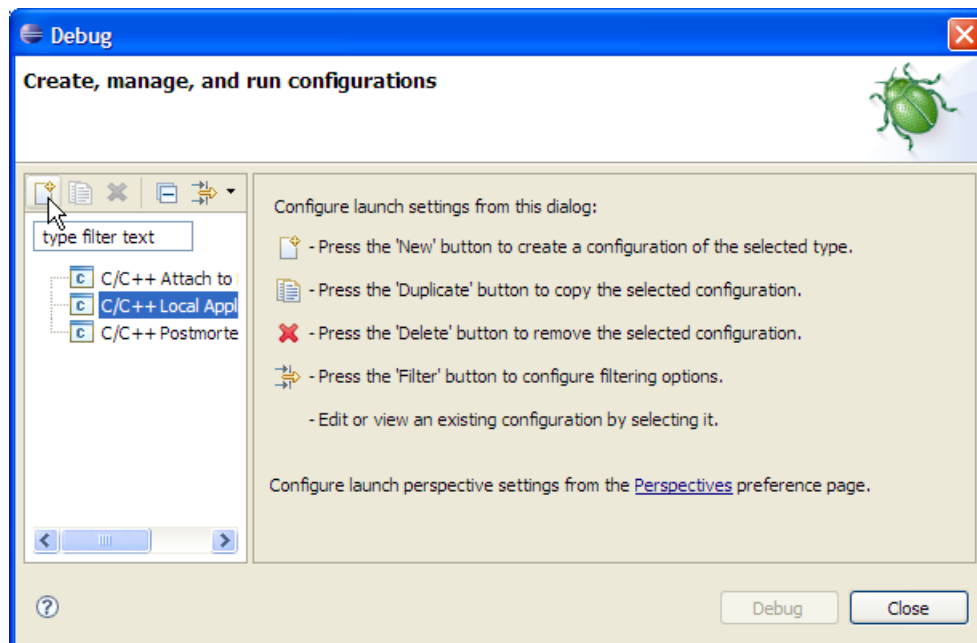 Debug
Create, manage, and run configurations
type filter text
C/C++ Attach to
C/C++ Local Appl
C/C++ Postmorte
Configure launch settings from this dialog:
- Press the 'New' button to create a configuration of the selected type.
- Press the 'Duplicate' button to copy the selected configuration.
- Press the 'Delete' button to remove the selected configuration.
- Press the 'Filter' button to configure filtering options.
- Edit or view an existing configuration by selecting it.
Configure launch perspective settings from the Perspectives preference page.
Debug
Close